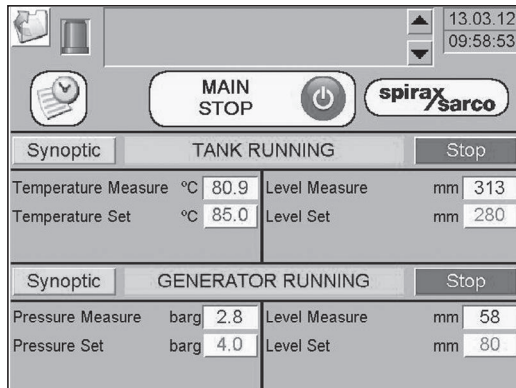 13.03.12
09:58:53
MAIN
STOP
spirax
sarco
Synoptic TANK RUNNING Stop
Temperature Measure ºC 80.9 Level Measure mm 313
Temperature Set ºC 85.0 Level Set mm 280
Synoptic GENERATOR RUNNING Stop
Pressure Measure barg 2.8 Level Measure mm 58
Pressure Set barg 4.0 Level Set mm 80